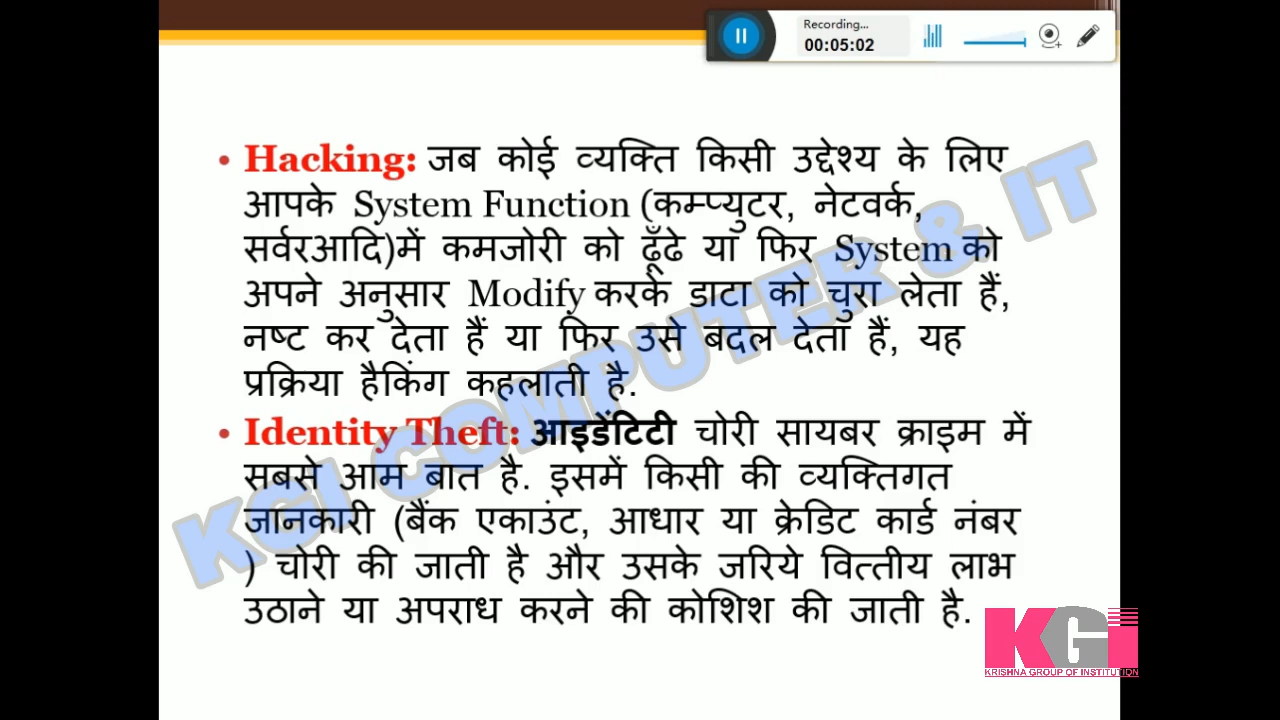 Recording...
00:05:02
• Hacking: जब कोई व्यक्ति किसी उद्देश्य के लिए
आपके System Function (कम्प्युटर, नेटवर्क,
सर्वरआदि)में कमजोरी को ढूँढे या फिर System को
अपने अनुसार Modify करके डाटा को चुरा लेता हैं,
नष्ट कर देता हैं या फिर उसे बदल देता हैं, यह
प्रक्रिया हैकिंग कहलाती है.
• Identity Theft: आइडेंटिटी चोरी सायबर क्राइम में
सबसे आम बात है. इसमें किसी की व्यक्तिगत
जानकारी (बैंक एकाउंट, आधार या क्रेडिट कार्ड नंबर
) चोरी की जाती है और उसके जरिये वित्तीय लाभ
उठाने या अपराध करने की कोशिश की जाती है.
KGI COMPUTER & IT
KGI
KRISHNA GROUP OF INSTITUTION